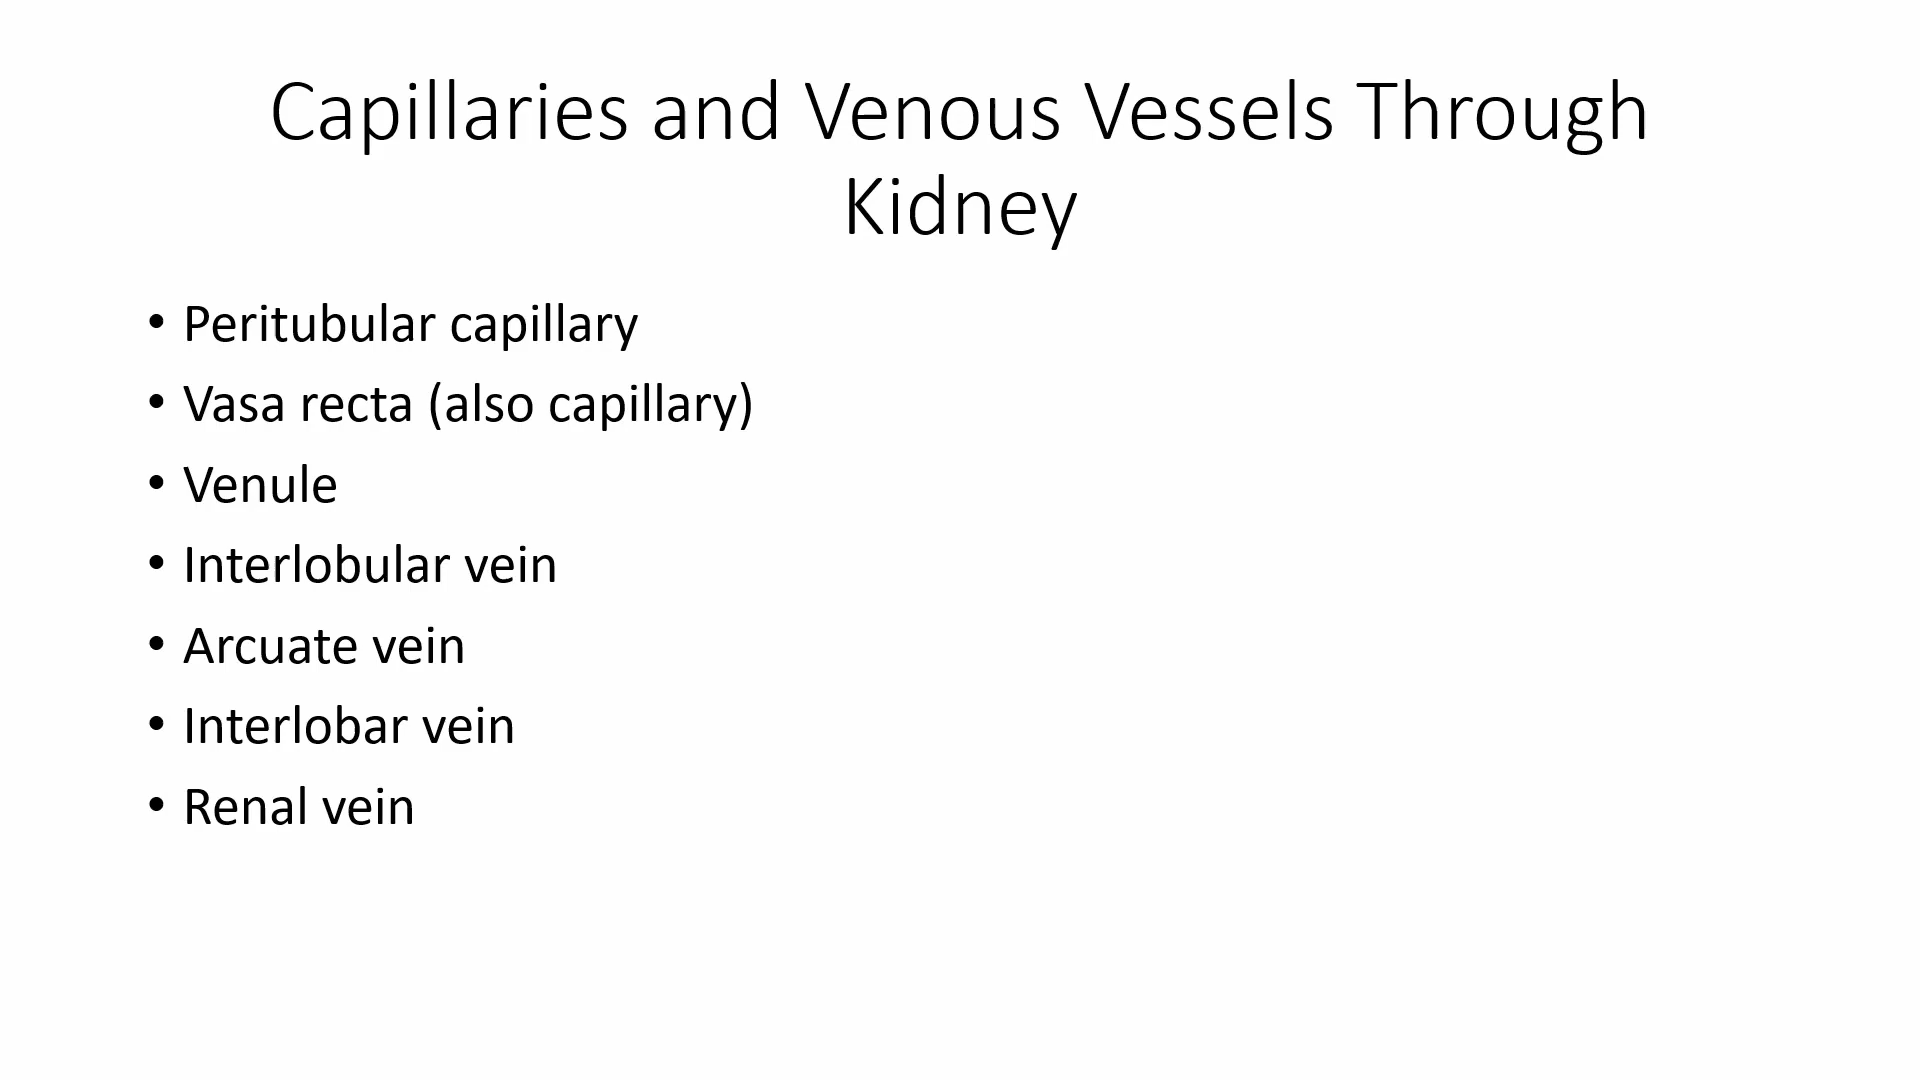 Capillaries and Venous Vessels Through
Kidney
• Peritubular capillary
• Vasa recta (also capillary)
• Venule
• Interlobular vein
• Arcuate vein
• Interlobar vein
• Renal vein